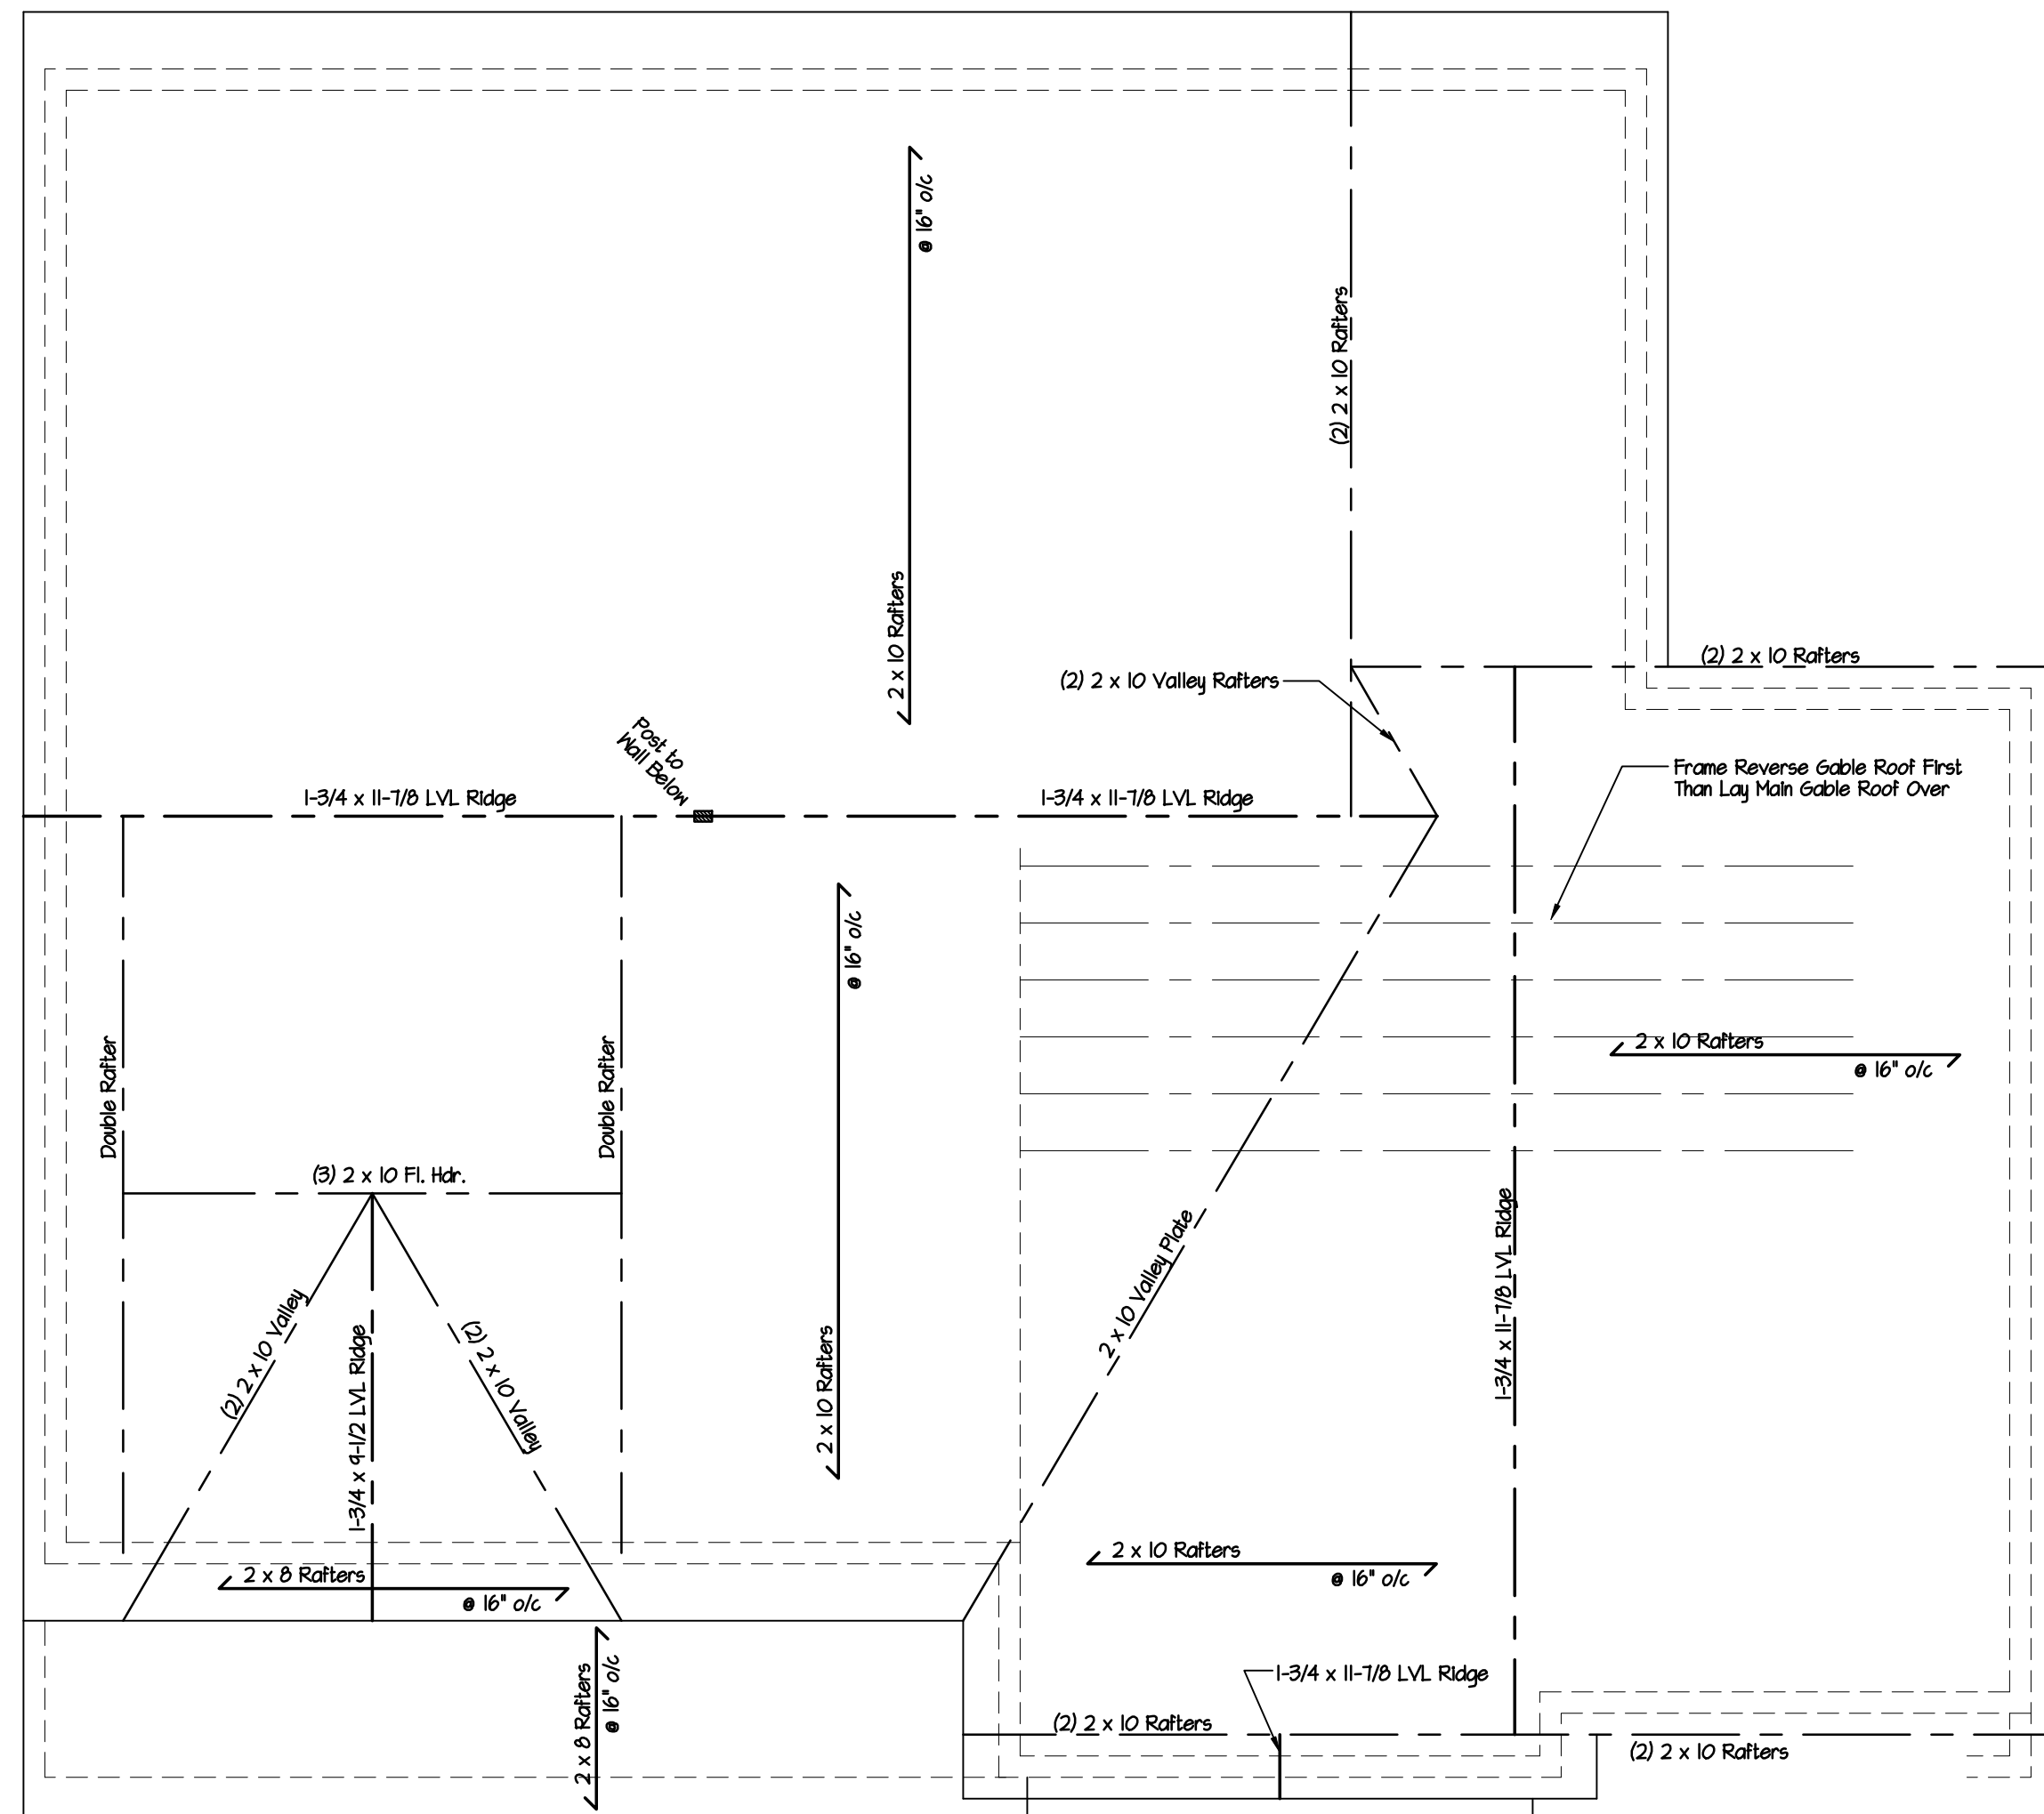 @ 16" o/c
2 x 10 Rafters
(2) 2 x 10 Rafters
(2) 2 x 10 Rafters
(2) 2 x 10 Valley Rafters
Post to
Wall Below
1-3/4 x 11-7/8 LVL Ridge
1-3/4 x 11-7/8 LVL Ridge
Frame Reverse Gable Roof First
Than Lay Main Gable Roof Over
@ 16" o/c
2 x 10 Rafters
Double Rafter
Double Rafter
2 x 10 Rafters
@ 16" o/c
(3) 2 x 10 Fl. Hdr.
(2) 2 x 10 Valley
1-3/4 x 9-1/2 LVL Ridge
(2) 2 x 10 Valley
2 x 10 Valley Plate
1-3/4 x 11-7/8 LVL Ridge
2 x 8 Rafters
@ 16" o/c
2 x 10 Rafters
@ 16" o/c
2 x 8 Rafters
@ 16" o/c
1-3/4 x 11-7/8 LVL Ridge
(2) 2 x 10 Rafters
(2) 2 x 10 Rafters